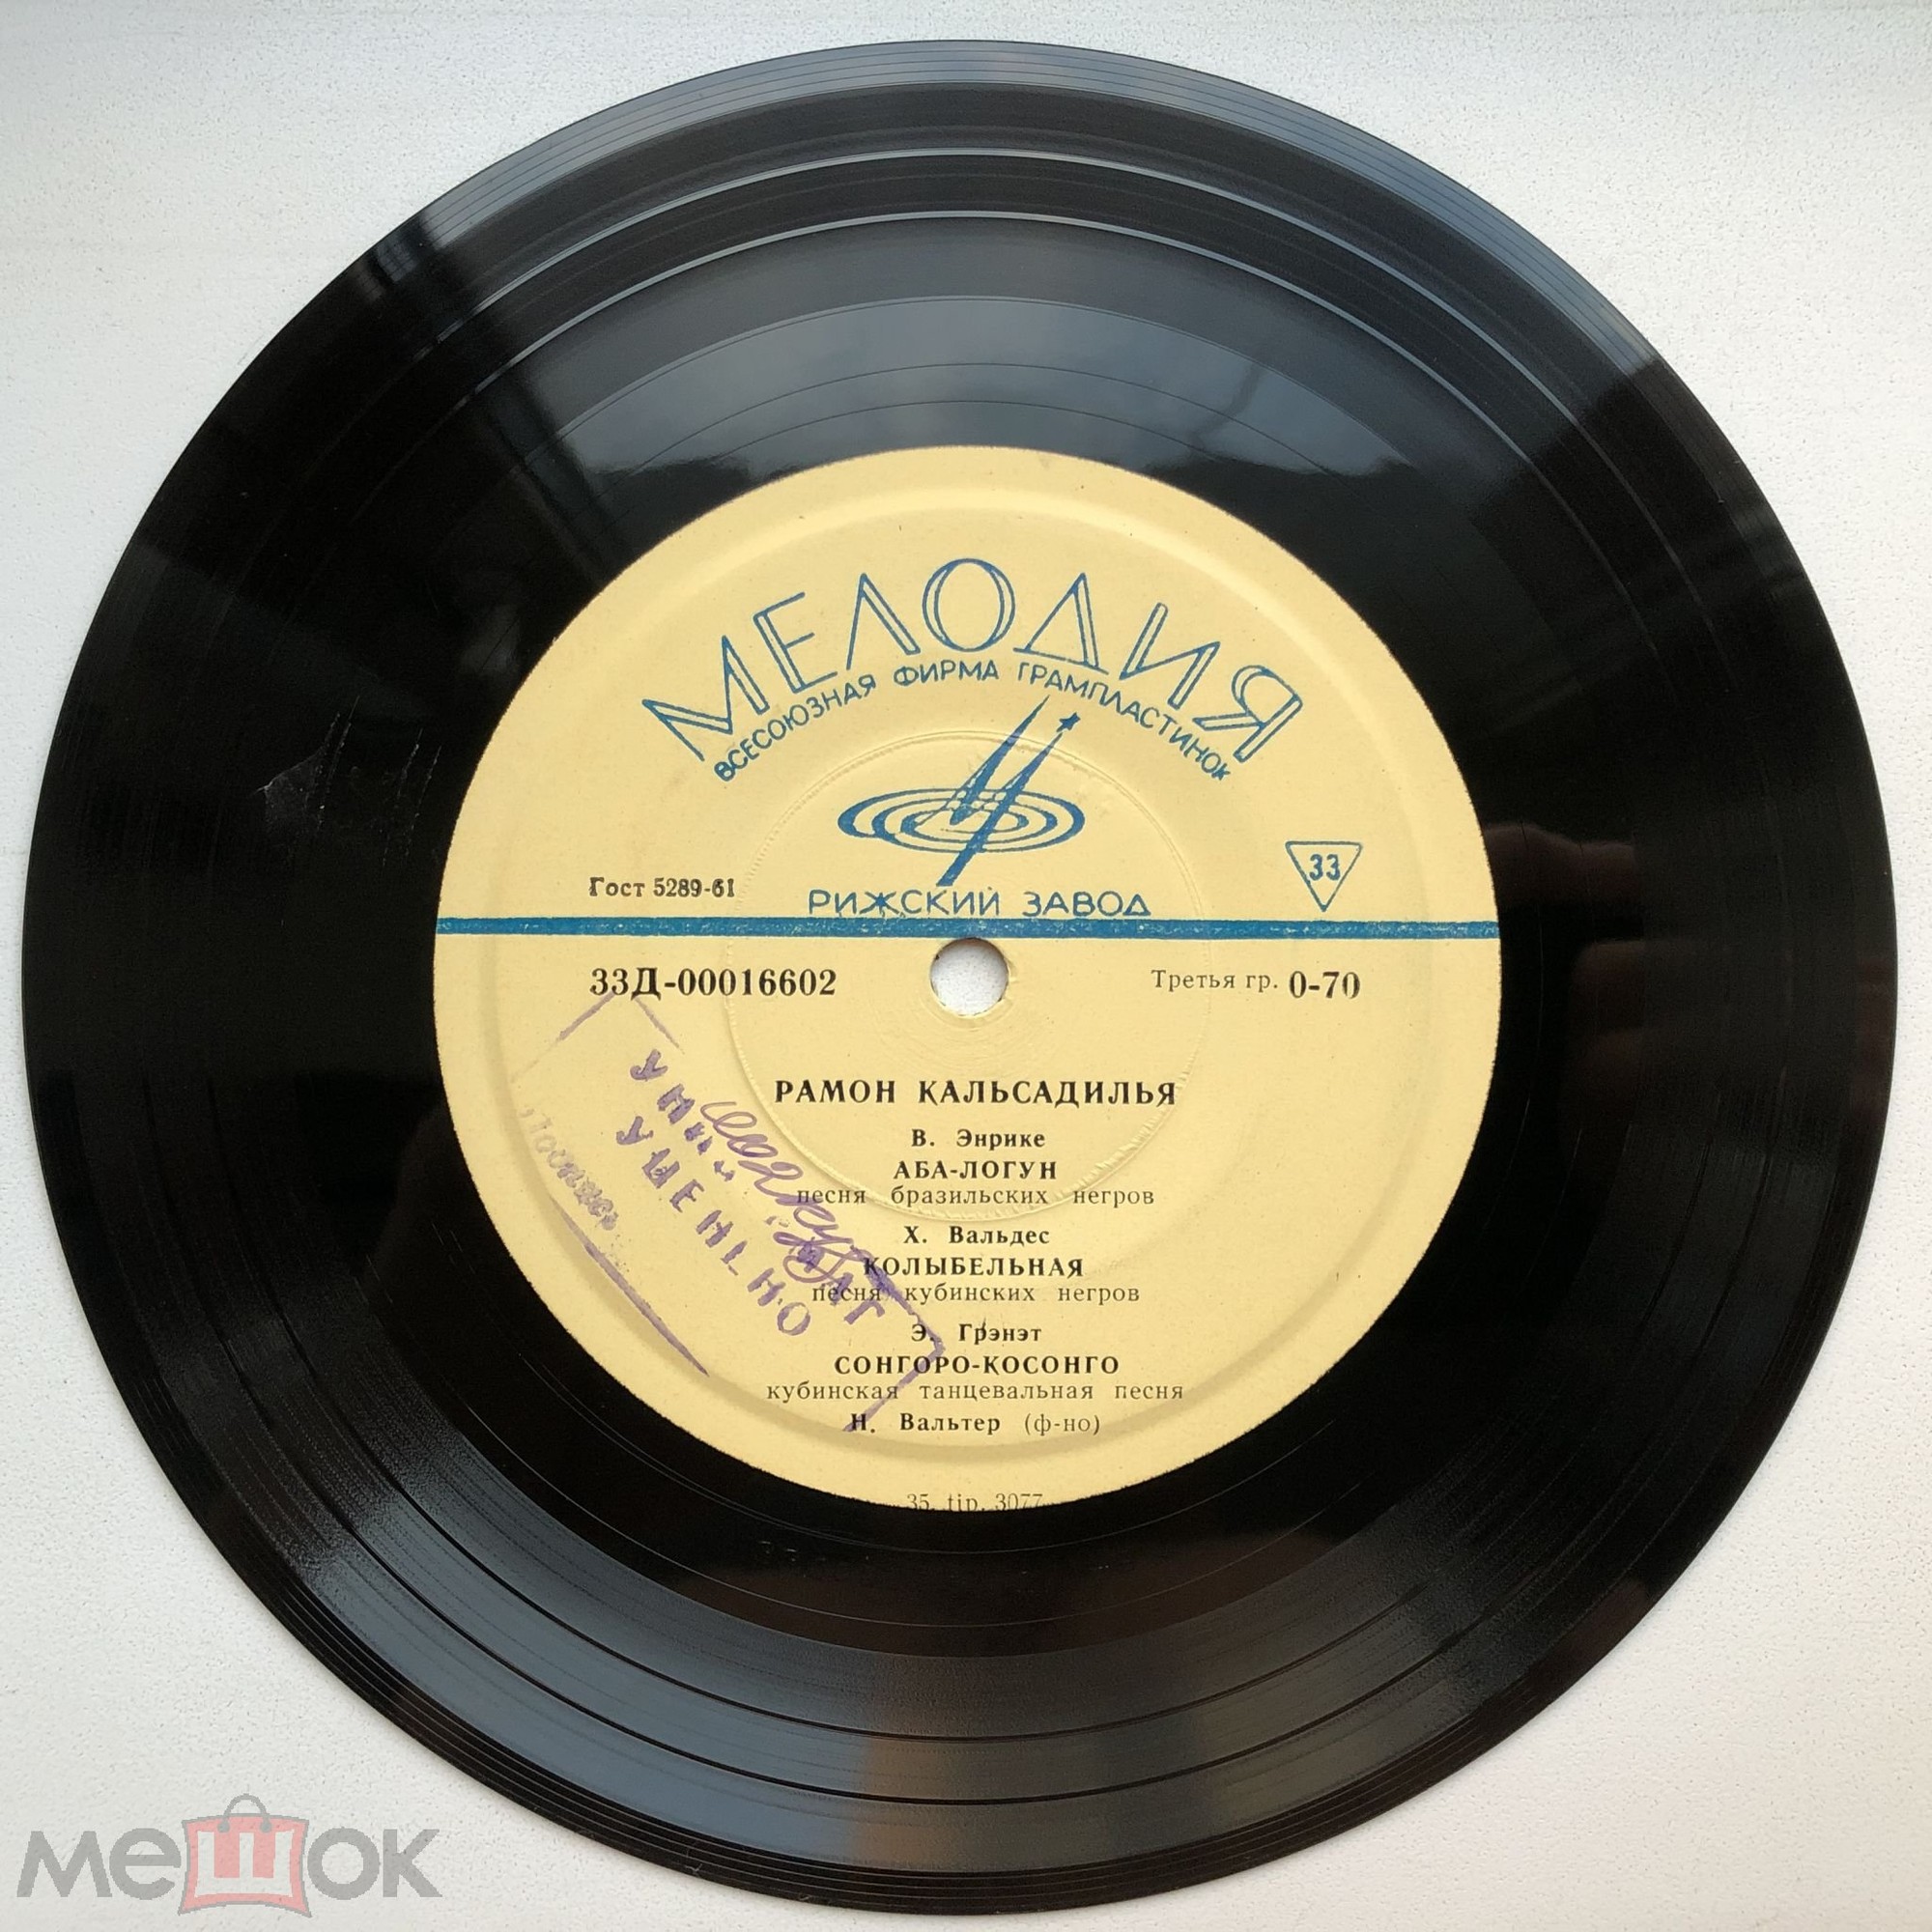 МЕЛОДИЯ
ВСЕСОЮЗНАЯ ФИРМА ГРАМПЛАСТИНОК
Гост 5289-61
33
РИЖСКИЙ ЗАВОД
33Д-00016602
Третья гр. 0-70
РАМОН КАЛЬСАДИЛЬЯ
В. Энрике
АБА-ЛОГУН
песня бразильских негров
Х. Вальдес
КОЛЫБЕЛЬНАЯ
песня кубинских негров
Э. Грэнэт
СОНГОРО-КОСОНГО
кубинская танцевальная песня
Н. Вальтер (ф-но)
35. tip. 3077
УЦЕНЕНО
мешок